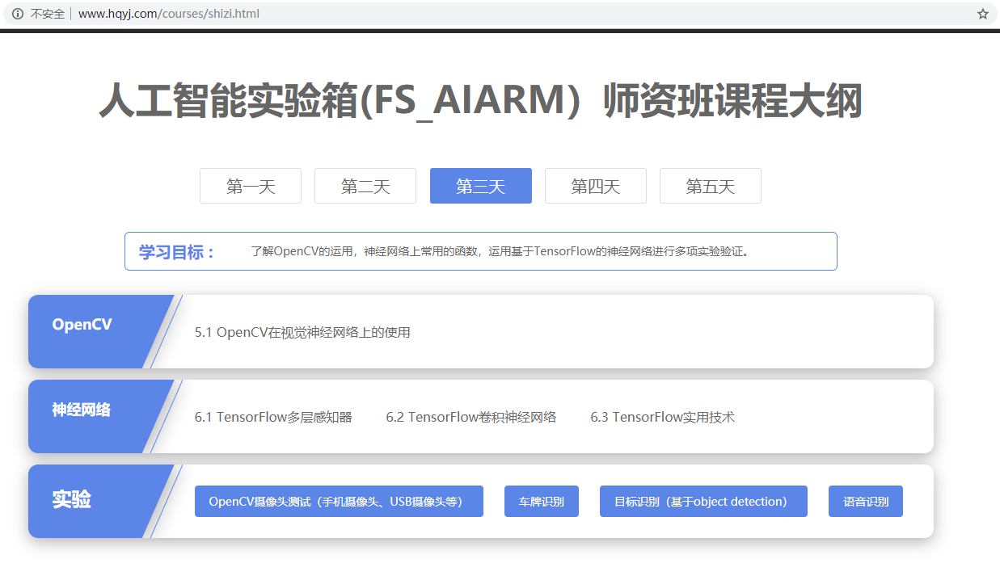 不安全 www.hqyj.com/courses/shizi.html
人工智能实验箱(FS_AIARM）师资班课程大纲
第一天 第二天 第三天 第四天 第五天
学习目标： 了解OpenCV的运用，神经网络上常用的函数，运用基于TensorFlow的神经网络进行多项实验验证。
OpenCV 5.1 OpenCV在视觉神经网络上的使用
神经网络 6.1 TensorFlow多层感知器 6.2 TensorFlow卷积神经网络 6.3 TensorFlow实用技术
实验 OpenCV摄像头测试（手机摄像头、USB摄像头等） 车牌识别 目标识别（基于object detection） 语音识别